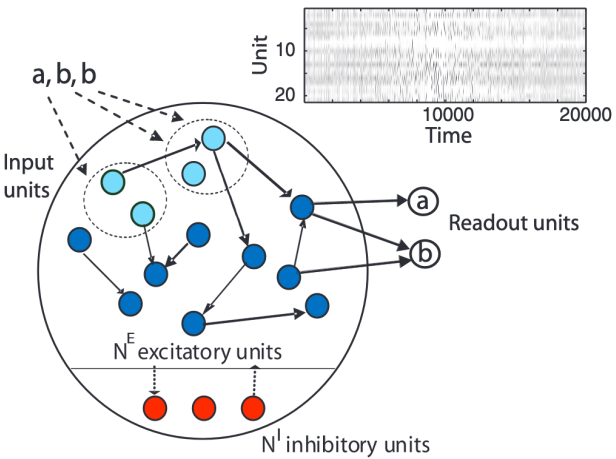 a, b, b
Input
units
Unit
10
20
10000
20000
Time
a
b
Readout units
N^E excitatory units
N^I inhibitory units